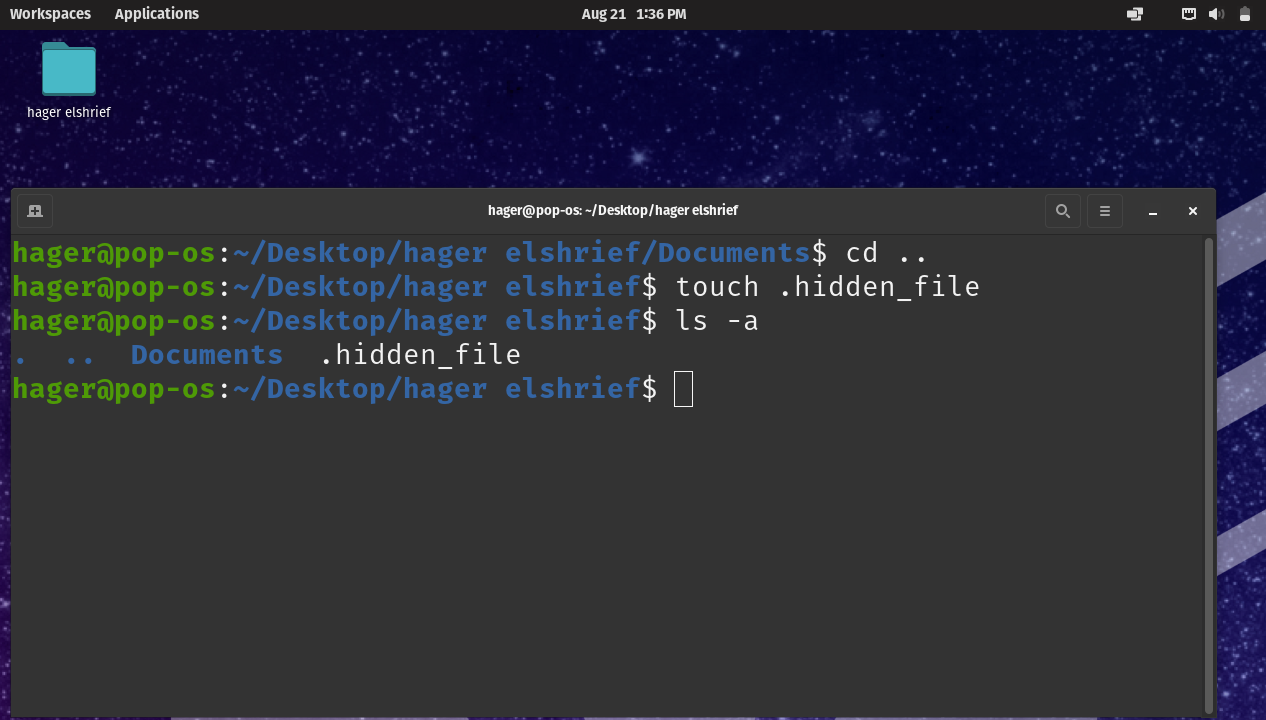 Workspaces Applications Aug 21 1:36 PM
hager elshrief
hager@pop-os: ~/Desktop/hager elshrief
hager@pop-os:~/Desktop/hager elshrief/Documents$ cd ..
hager@pop-os:~/Desktop/hager elshrief$ touch .hidden_file
hager@pop-os:~/Desktop/hager elshrief$ ls -a
. .. Documents .hidden_file
hager@pop-os:~/Desktop/hager elshrief$